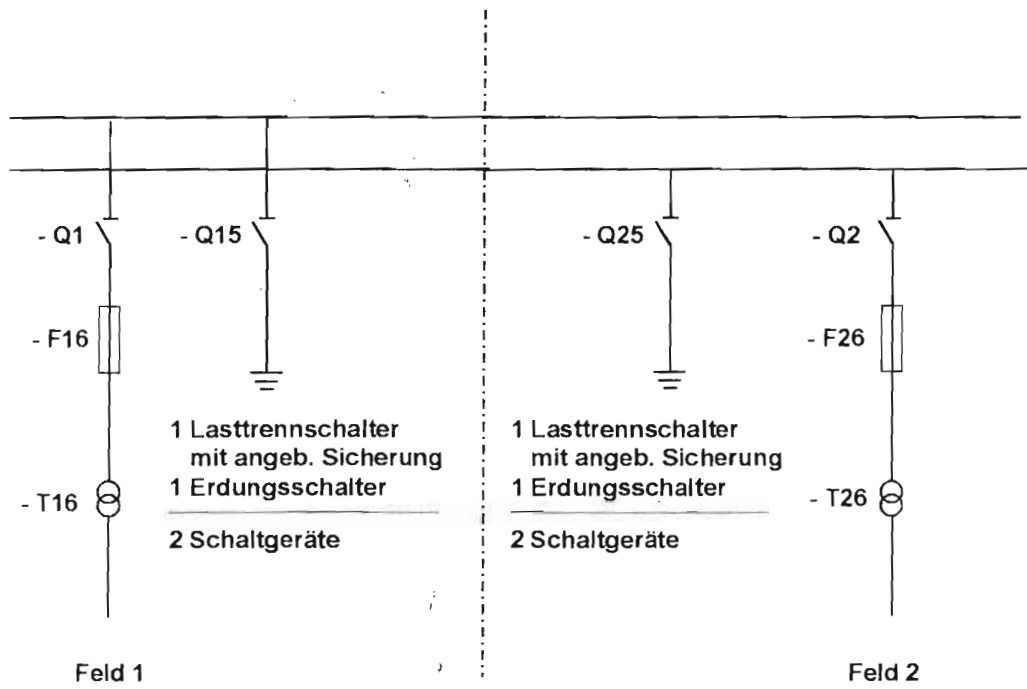 - Q1
- Q15
- Q25
- Q2
- F16
- F26
1 Lasttrennschalter
mit angeb. Sicherung
1 Erdungsschalter
2 Schaltgeräte
1 Lasttrennschalter
mit angeb. Sicherung
1 Erdungsschalter
2 Schaltgeräte
- T16
- T26
Feld 1
Feld 2